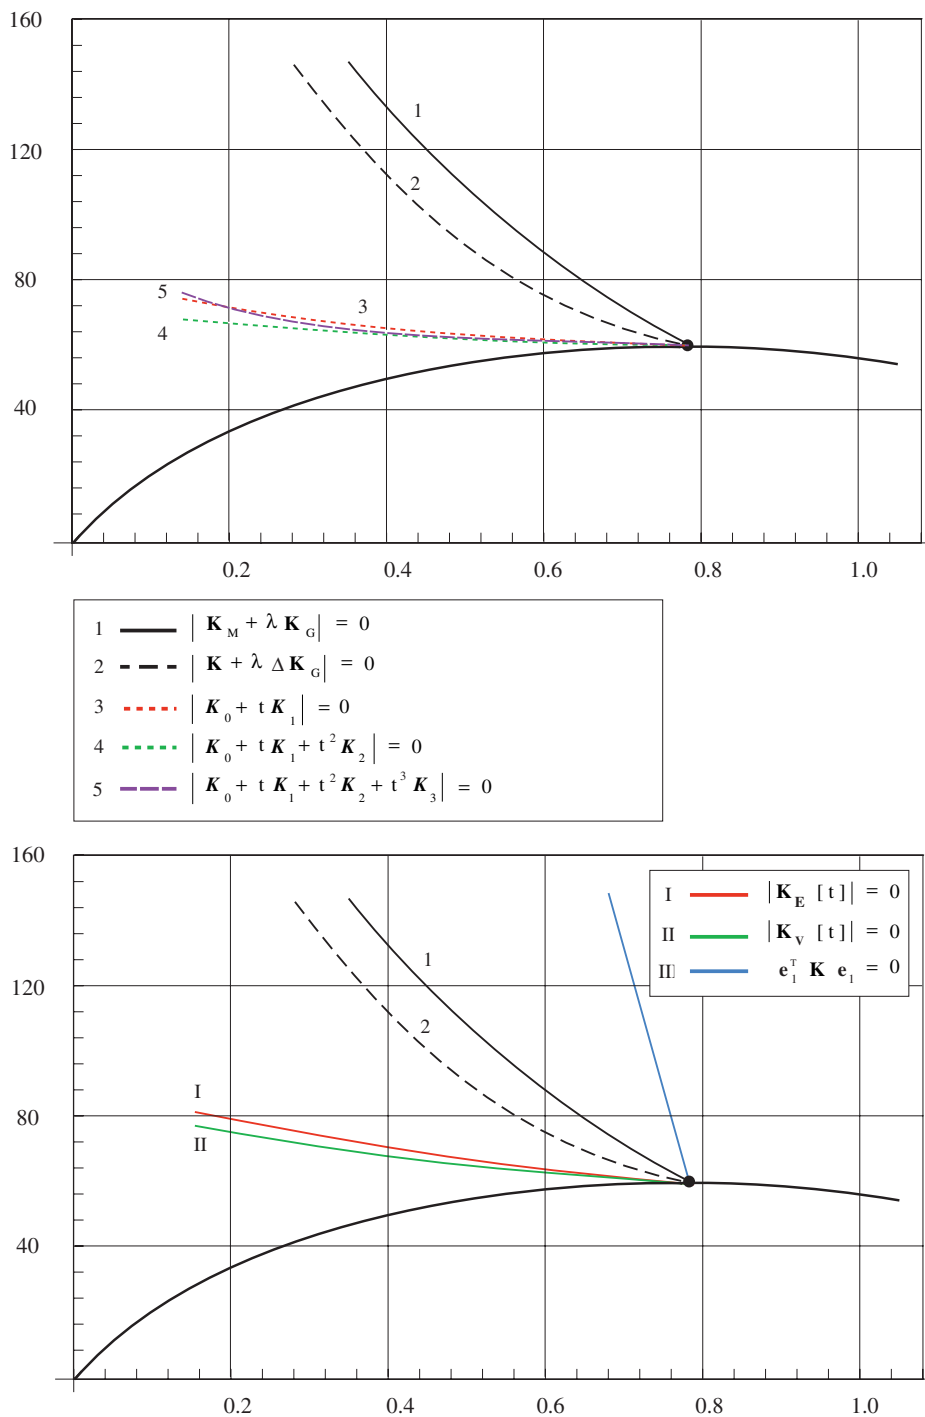 160
1
120
2
80
5
3
4
40
0.2 0.4 0.6 0.8 1.0
1 | K_M + λ K_G | = 0
2 | K + λ Δ K_G | = 0
3 | K_0 + t K_1 | = 0
4 | K_0 + t K_1 + t^2 K_2 | = 0
5 | K_0 + t K_1 + t^2 K_2 + t^3 K_3 | = 0
160
I | K_E [t] | = 0
II | K_V [t] | = 0
III e_1^T K e_1 = 0
1
120
2
80
I
II
40
0.2 0.4 0.6 0.8 1.0